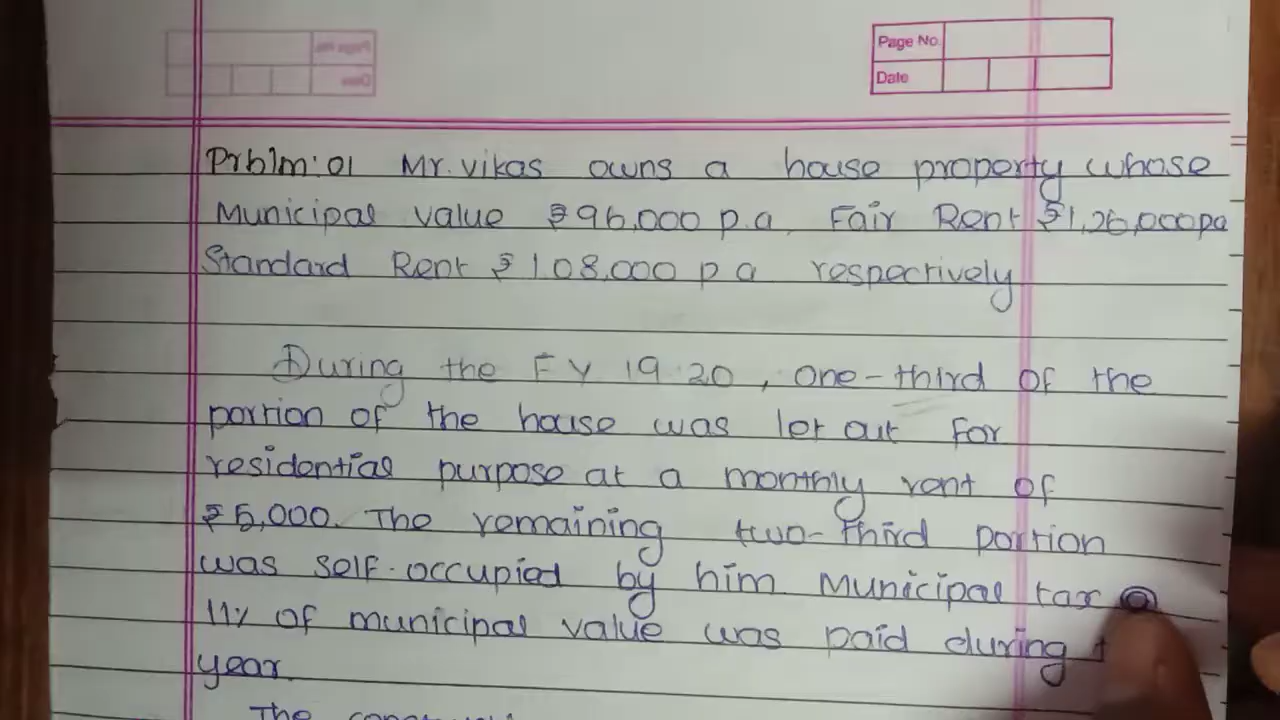 Page No.
Date
Prblm:01 Mr.vikas owns a house property whose
Municipal value ₹96,000 p.a. Fair Rent ₹1,26,000pa
Standard Rent ₹108,000 p a respectively
During the FY 19.20, one-third of the
portion of the house was let out for
residential purpose at a monthly rent of
₹5,000. The remaining two-third portion
was self-occupied by him Municipal tax @
11% of municipal value was paid during
year.
The